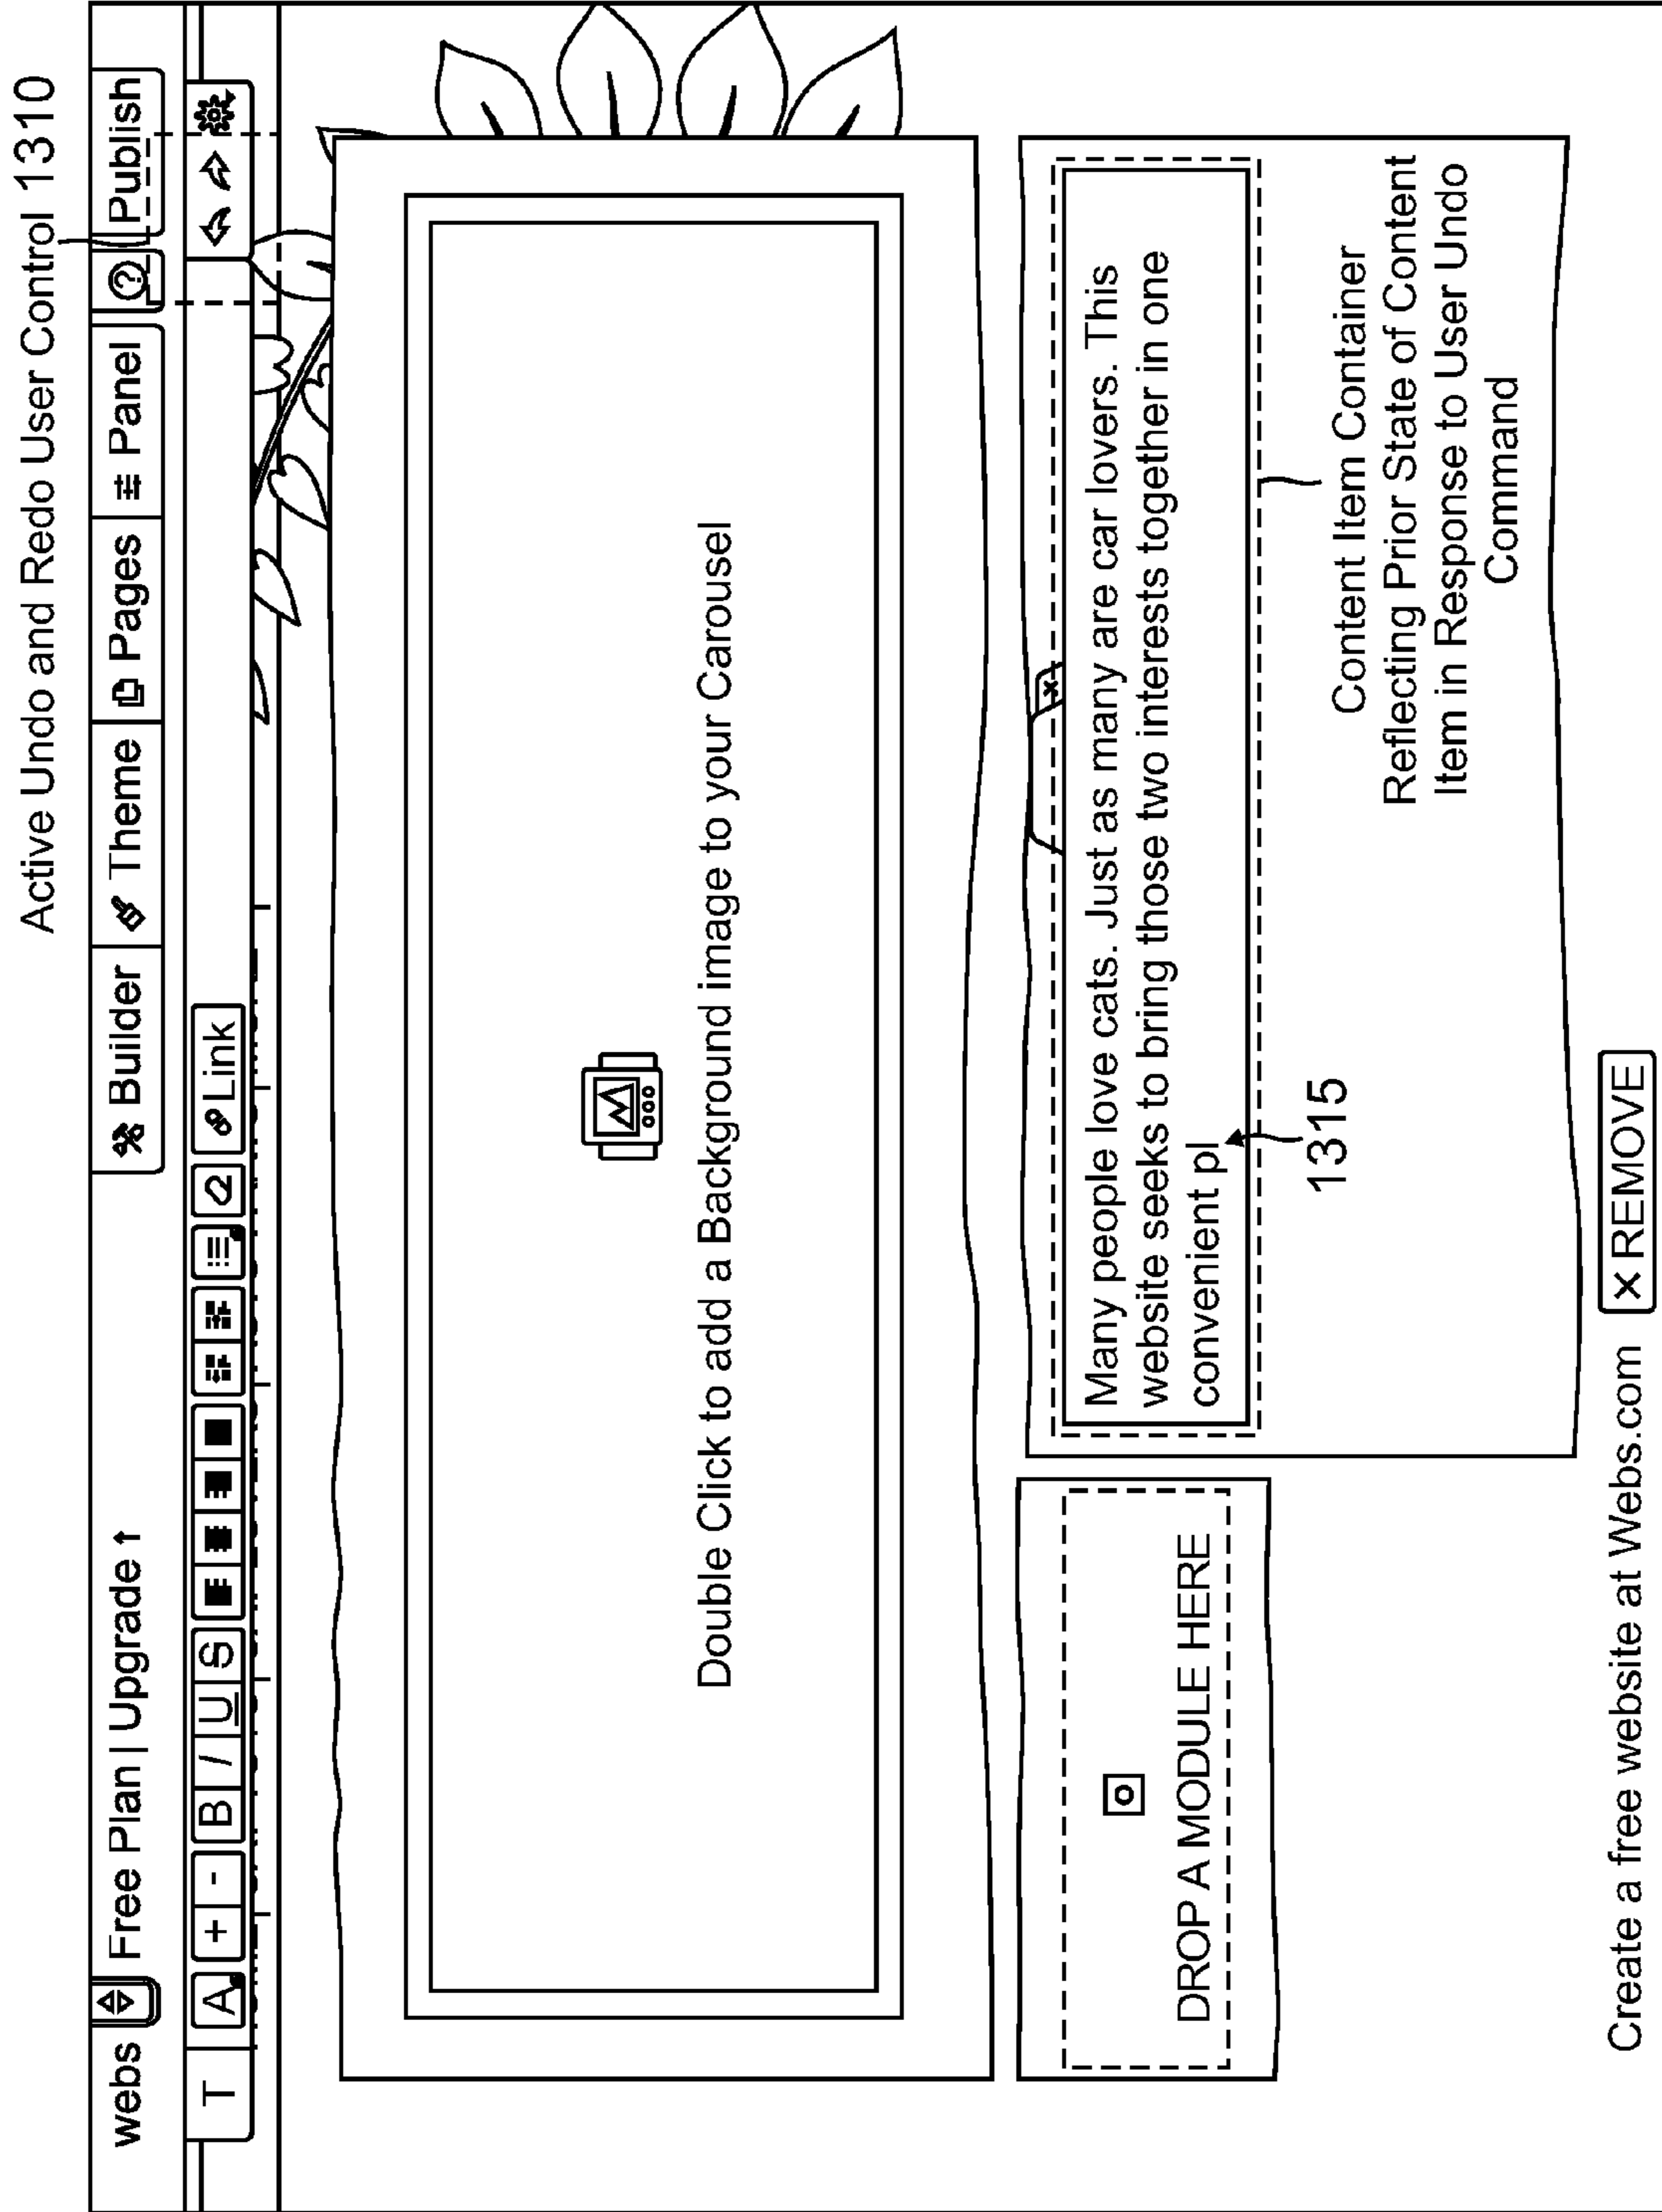 Active Undo and Redo User Control 1310
webs Free Plan | Upgrade ↑ Builder Theme Pages Panel ? Publish
T A + - B I U S Link
Double Click to add a Background image to your Carousel
DROP A MODULE HERE
x
Many people love cats. Just as many are car lovers. This
website seeks to bring those two interests together in one
convenient pl
1315
Content Item Container
Reflecting Prior State of Content
Item in Response to User Undo
Command
Create a free website at Webs.com x REMOVE